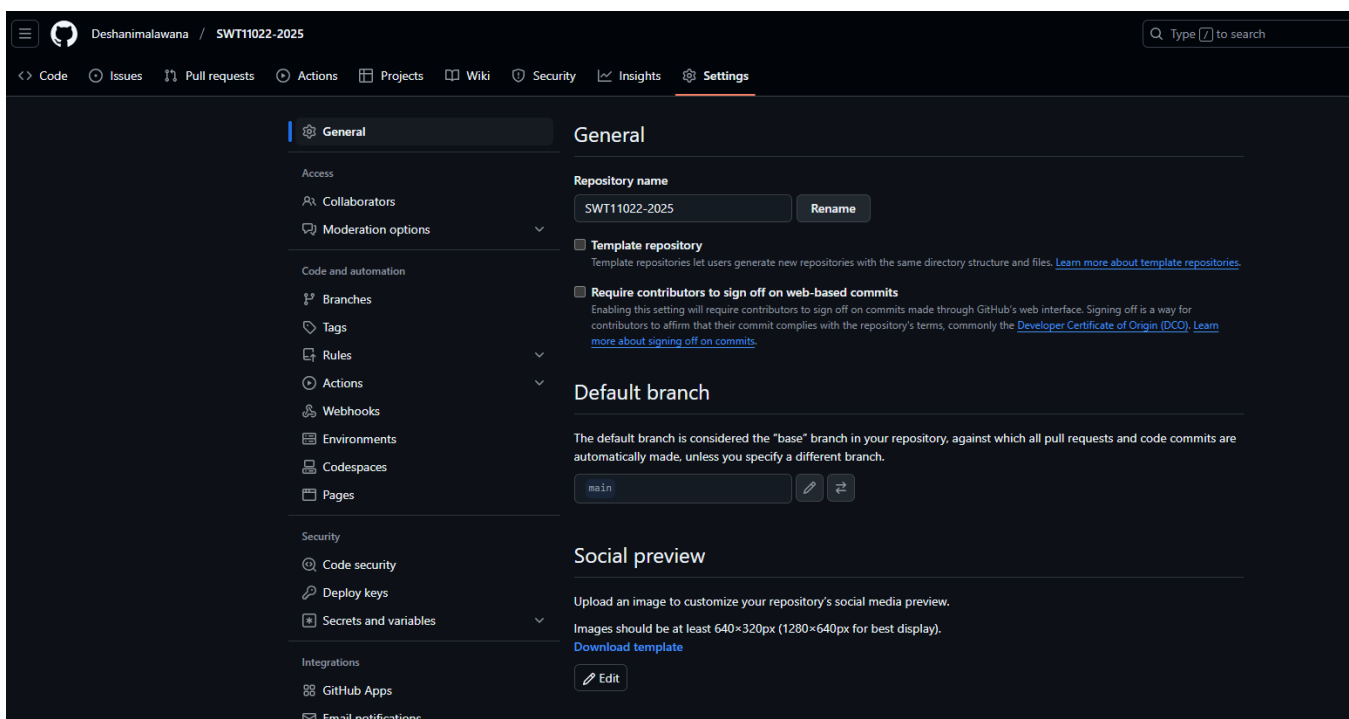 Deshanimalawana / SWT11022-2025
Type / to search
Code Issues Pull requests Actions Projects Wiki Security Insights Settings
General
Access
Collaborators
Moderation options
Code and automation
Branches
Tags
Rules
Actions
Webhooks
Environments
Codespaces
Pages
Security
Code security
Deploy keys
Secrets and variables
Integrations
GitHub Apps
Email notifications
General
Repository name
SWT11022-2025 Rename
Template repository
Template repositories let users generate new repositories with the same directory structure and files. Learn more about template repositories.
Require contributors to sign off on web-based commits
Enabling this setting will require contributors to sign off on commits made through GitHub's web interface. Signing off is a way for
contributors to affirm that their commit complies with the repository's terms, commonly the Developer Certificate of Origin (DCO). Learn
more about signing off on commits.
Default branch
The default branch is considered the "base" branch in your repository, against which all pull requests and code commits are
automatically made, unless you specify a different branch.
main
Social preview
Upload an image to customize your repository's social media preview.
Images should be at least 640×320px (1280×640px for best display).
Download template
Edit